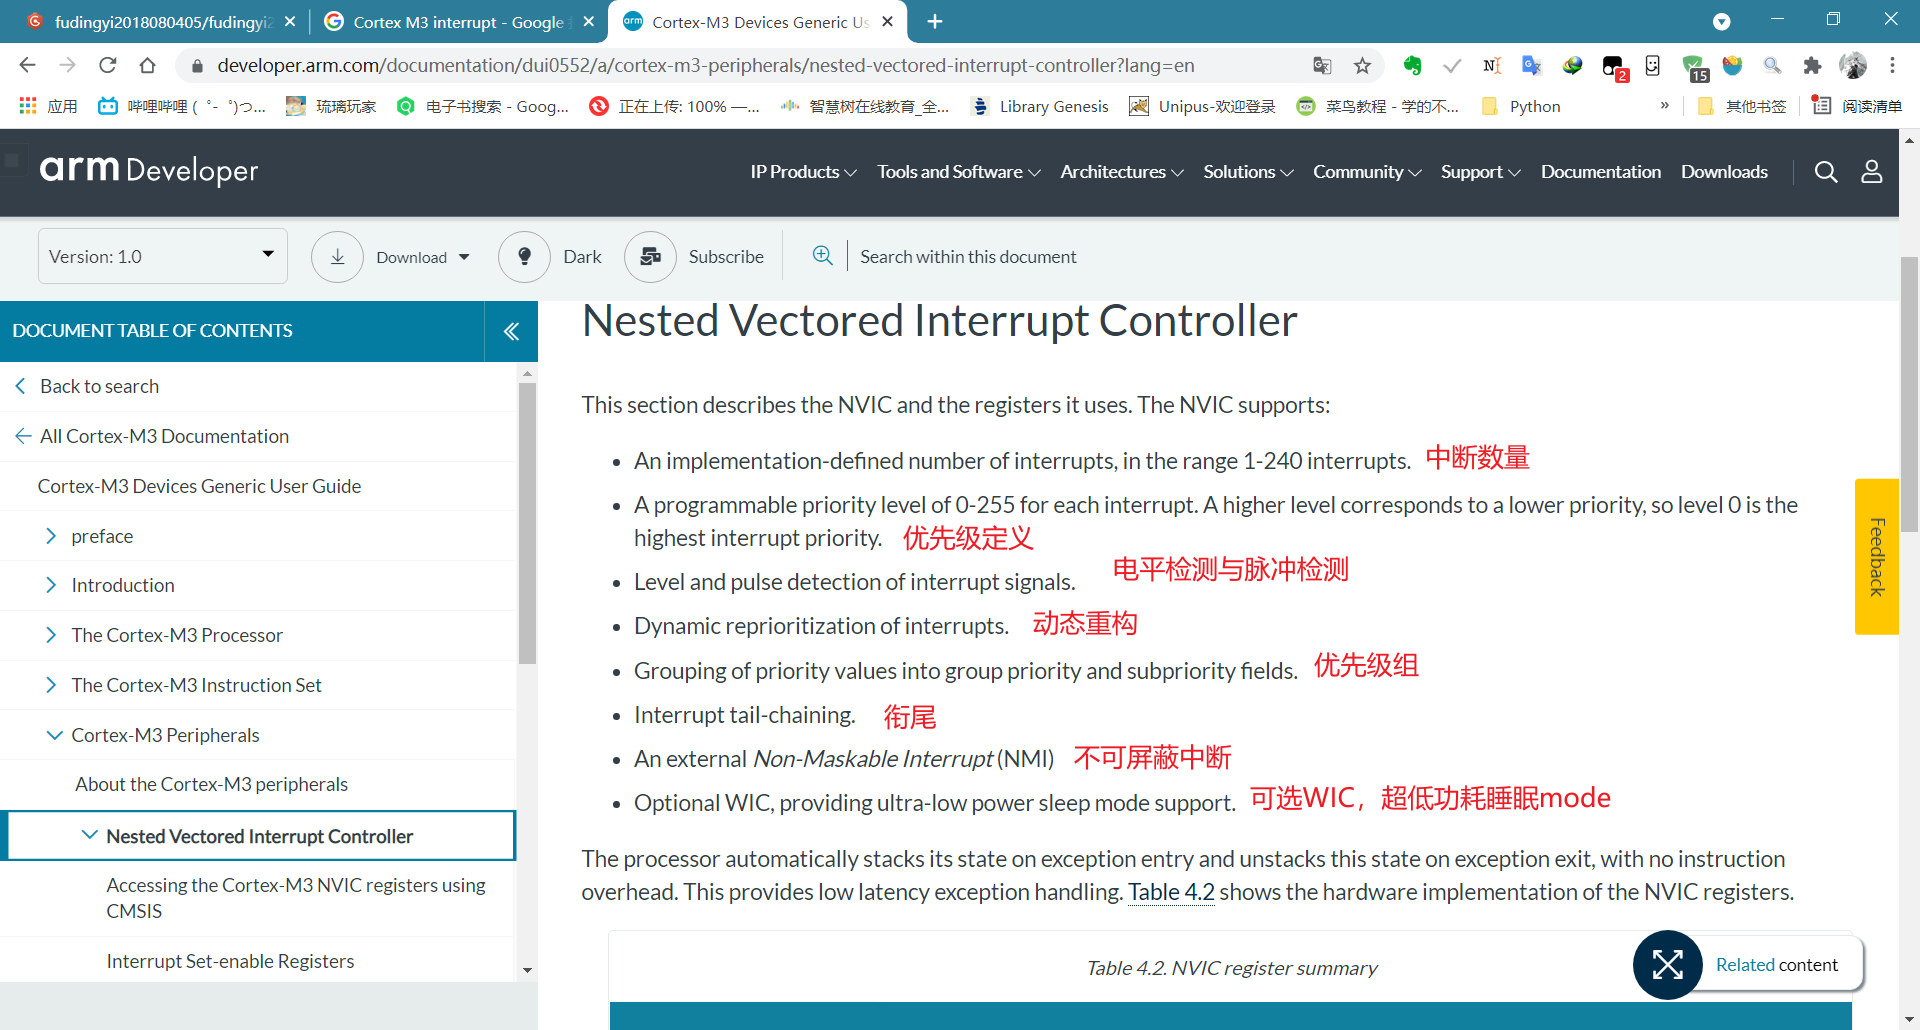 fudingyi2018080405/fudingyi2
Cortex M3 interrupt - Google
arm Cortex-M3 Devices Generic Us
developer.arm.com/documentation/dui0552/a/cortex-m3-peripherals/nested-vectored-interrupt-controller?lang=en
2
15
应用
哔哩哔哩 (゜-゜)つ...
琉璃玩家
电子书搜索 - Goog...
正在上传: 100% —...
智慧树在线教育_全...
Library Genesis
Unipus-欢迎登录
菜鸟教程 - 学的不...
Python
»
其他书签
阅读清单
arm Developer
IP Products
Tools and Software
Architectures
Solutions
Community
Support
Documentation
Downloads
Version: 1.0
Download
Dark
Subscribe
Search within this document
DOCUMENT TABLE OF CONTENTS
Back to search
All Cortex-M3 Documentation
Cortex-M3 Devices Generic User Guide
preface
Introduction
The Cortex-M3 Processor
The Cortex-M3 Instruction Set
Cortex-M3 Peripherals
About the Cortex-M3 peripherals
Nested Vectored Interrupt Controller
Accessing the Cortex-M3 NVIC registers using
CMSIS
Interrupt Set-enable Registers
Nested Vectored Interrupt Controller
This section describes the NVIC and the registers it uses. The NVIC supports:
• An implementation-defined number of interrupts, in the range 1-240 interrupts. 中断数量
• A programmable priority level of 0-255 for each interrupt. A higher level corresponds to a lower priority, so level 0 is the
highest interrupt priority. 优先级定义
• Level and pulse detection of interrupt signals. 电平检测与脉冲检测
• Dynamic reprioritization of interrupts. 动态重构
• Grouping of priority values into group priority and subpriority fields. 优先级组
• Interrupt tail-chaining. 衔尾
• An external Non-Maskable Interrupt (NMI) 不可屏蔽中断
• Optional WIC, providing ultra-low power sleep mode support. 可选WIC，超低功耗睡眠mode
The processor automatically stacks its state on exception entry and unstacks this state on exception exit, with no instruction
overhead. This provides low latency exception handling. Table 4.2 shows the hardware implementation of the NVIC registers.
Table 4.2. NVIC register summary
Related content
Feedback